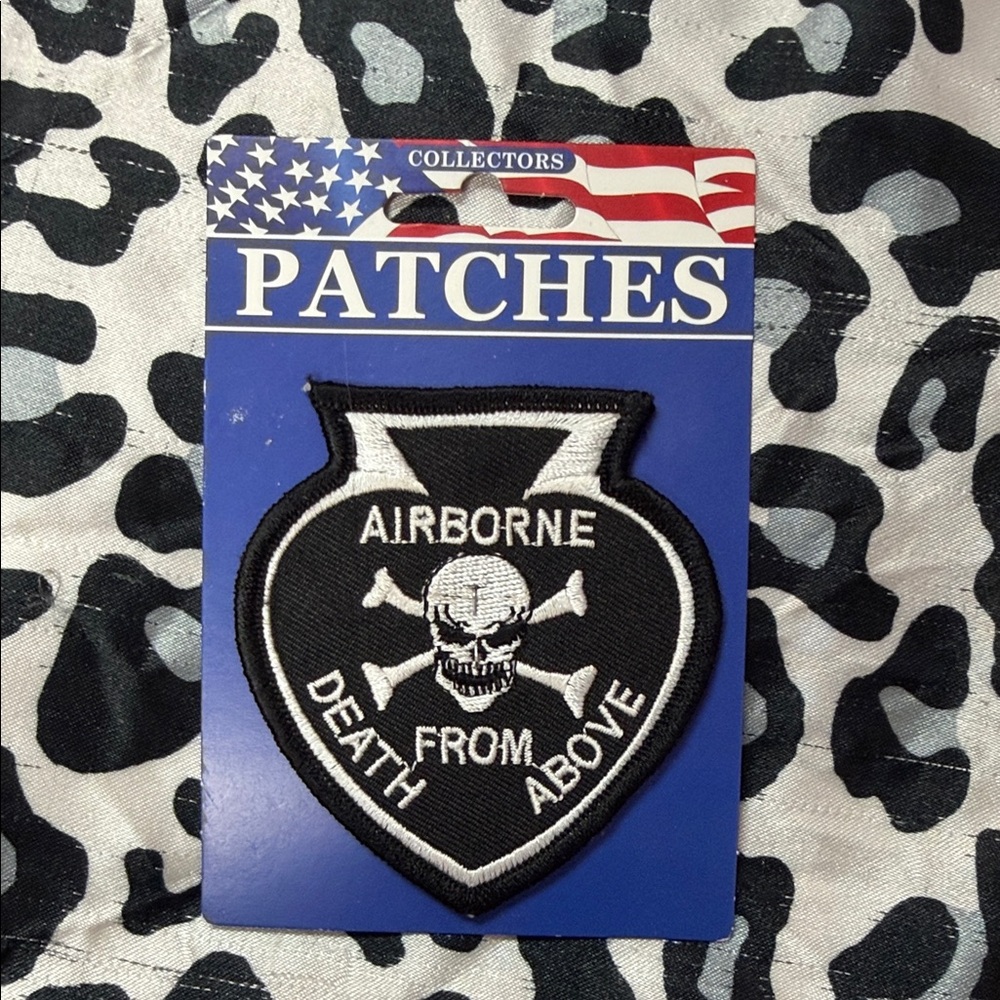 COLLECTORS
PATCHES
AIRBORNE
DEATH
FROM
ABOVE